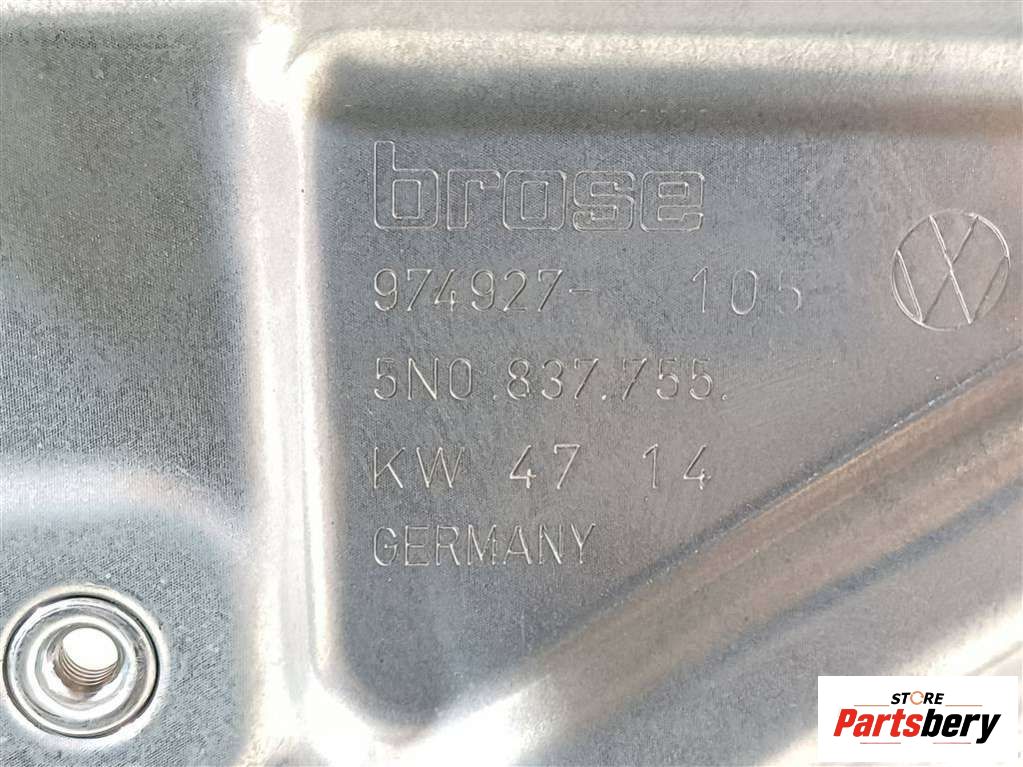 brose
974927- 105
5N0.837.755.
KW 47 14
GERMANY
STORE
Partsbery